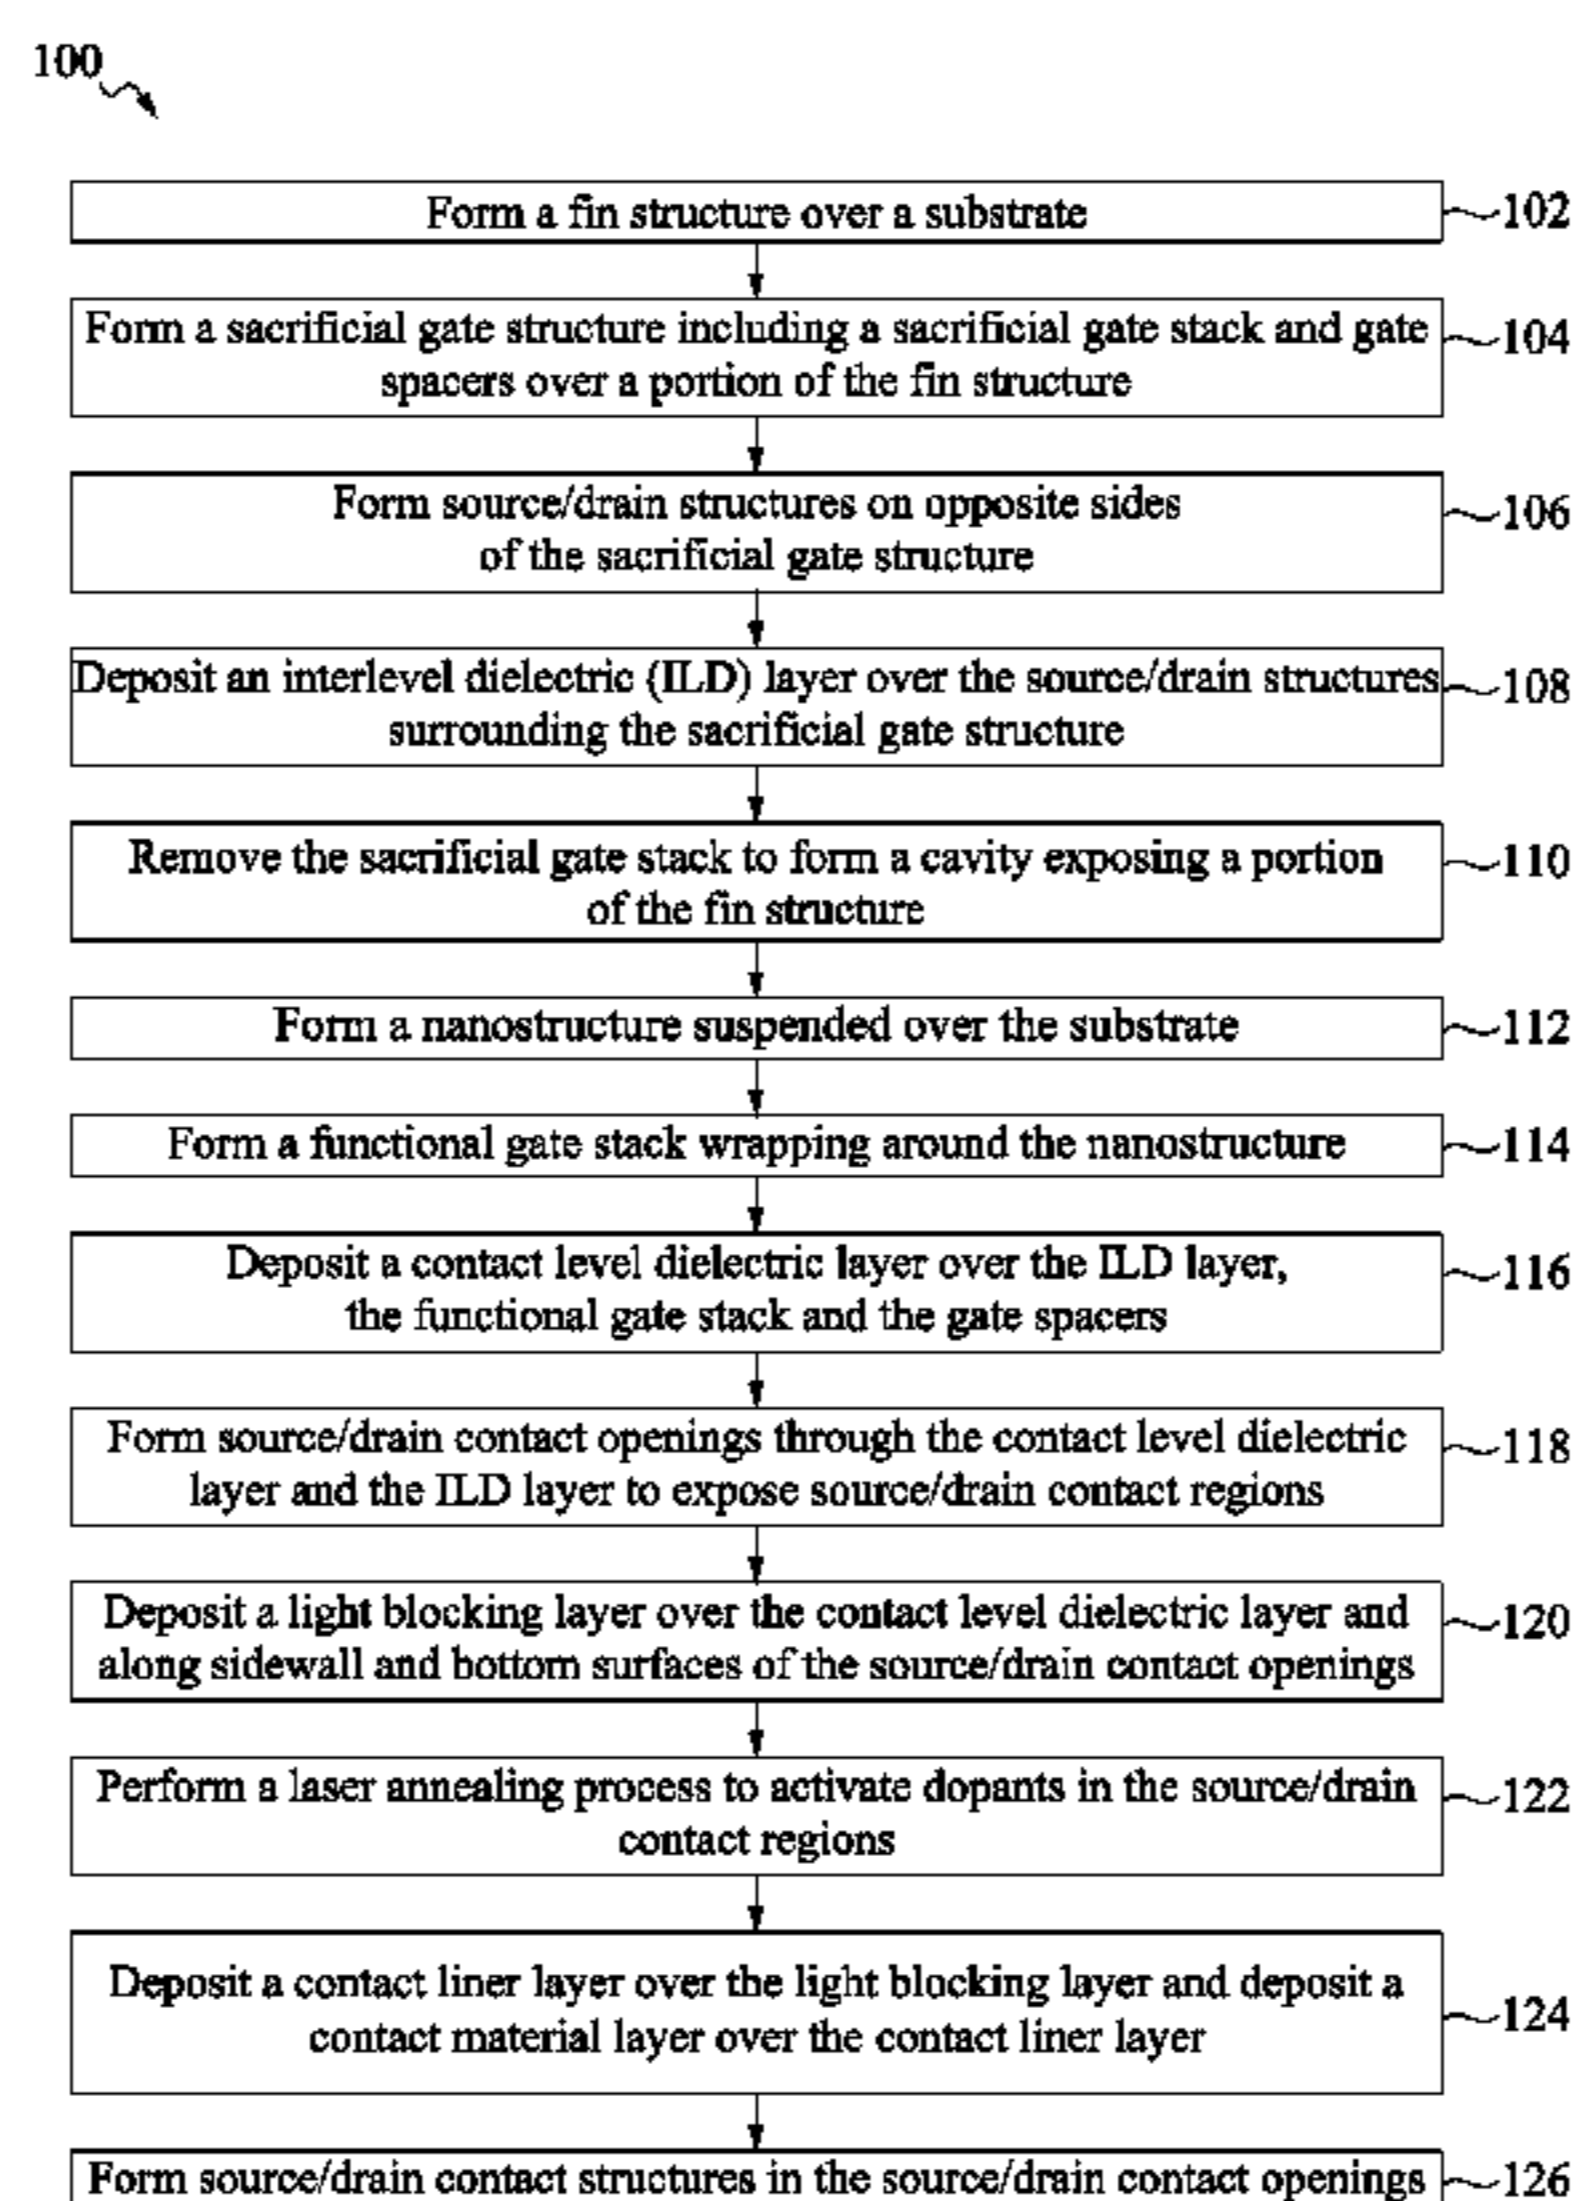 100
Form a fin structure over a substrate
102
Form a sacrificial gate structure including a sacrificial gate stack and gate
spacers over a portion of the fin structure
104
Form source/drain structures on opposite sides
of the sacrificial gate structure
106
Deposit an interlevel dielectric (ILD) layer over the source/drain structures
surrounding the sacrificial gate structure
108
Remove the sacrificial gate stack to form a cavity exposing a portion
of the fin structure
110
Form a nanostructure suspended over the substrate
112
Form a functional gate stack wrapping around the nanostructure
114
Deposit a contact level dielectric layer over the ILD layer,
the functional gate stack and the gate spacers
116
Form source/drain contact openings through the contact level dielectric
layer and the ILD layer to expose source/drain contact regions
118
Deposit a light blocking layer over the contact level dielectric layer and
along sidewall and bottom surfaces of the source/drain contact openings
120
Perform a laser annealing process to activate dopants in the source/drain
contact regions
122
Deposit a contact liner layer over the light blocking layer and deposit a
contact material layer over the contact liner layer
124
Form source/drain contact structures in the source/drain contact openings
126